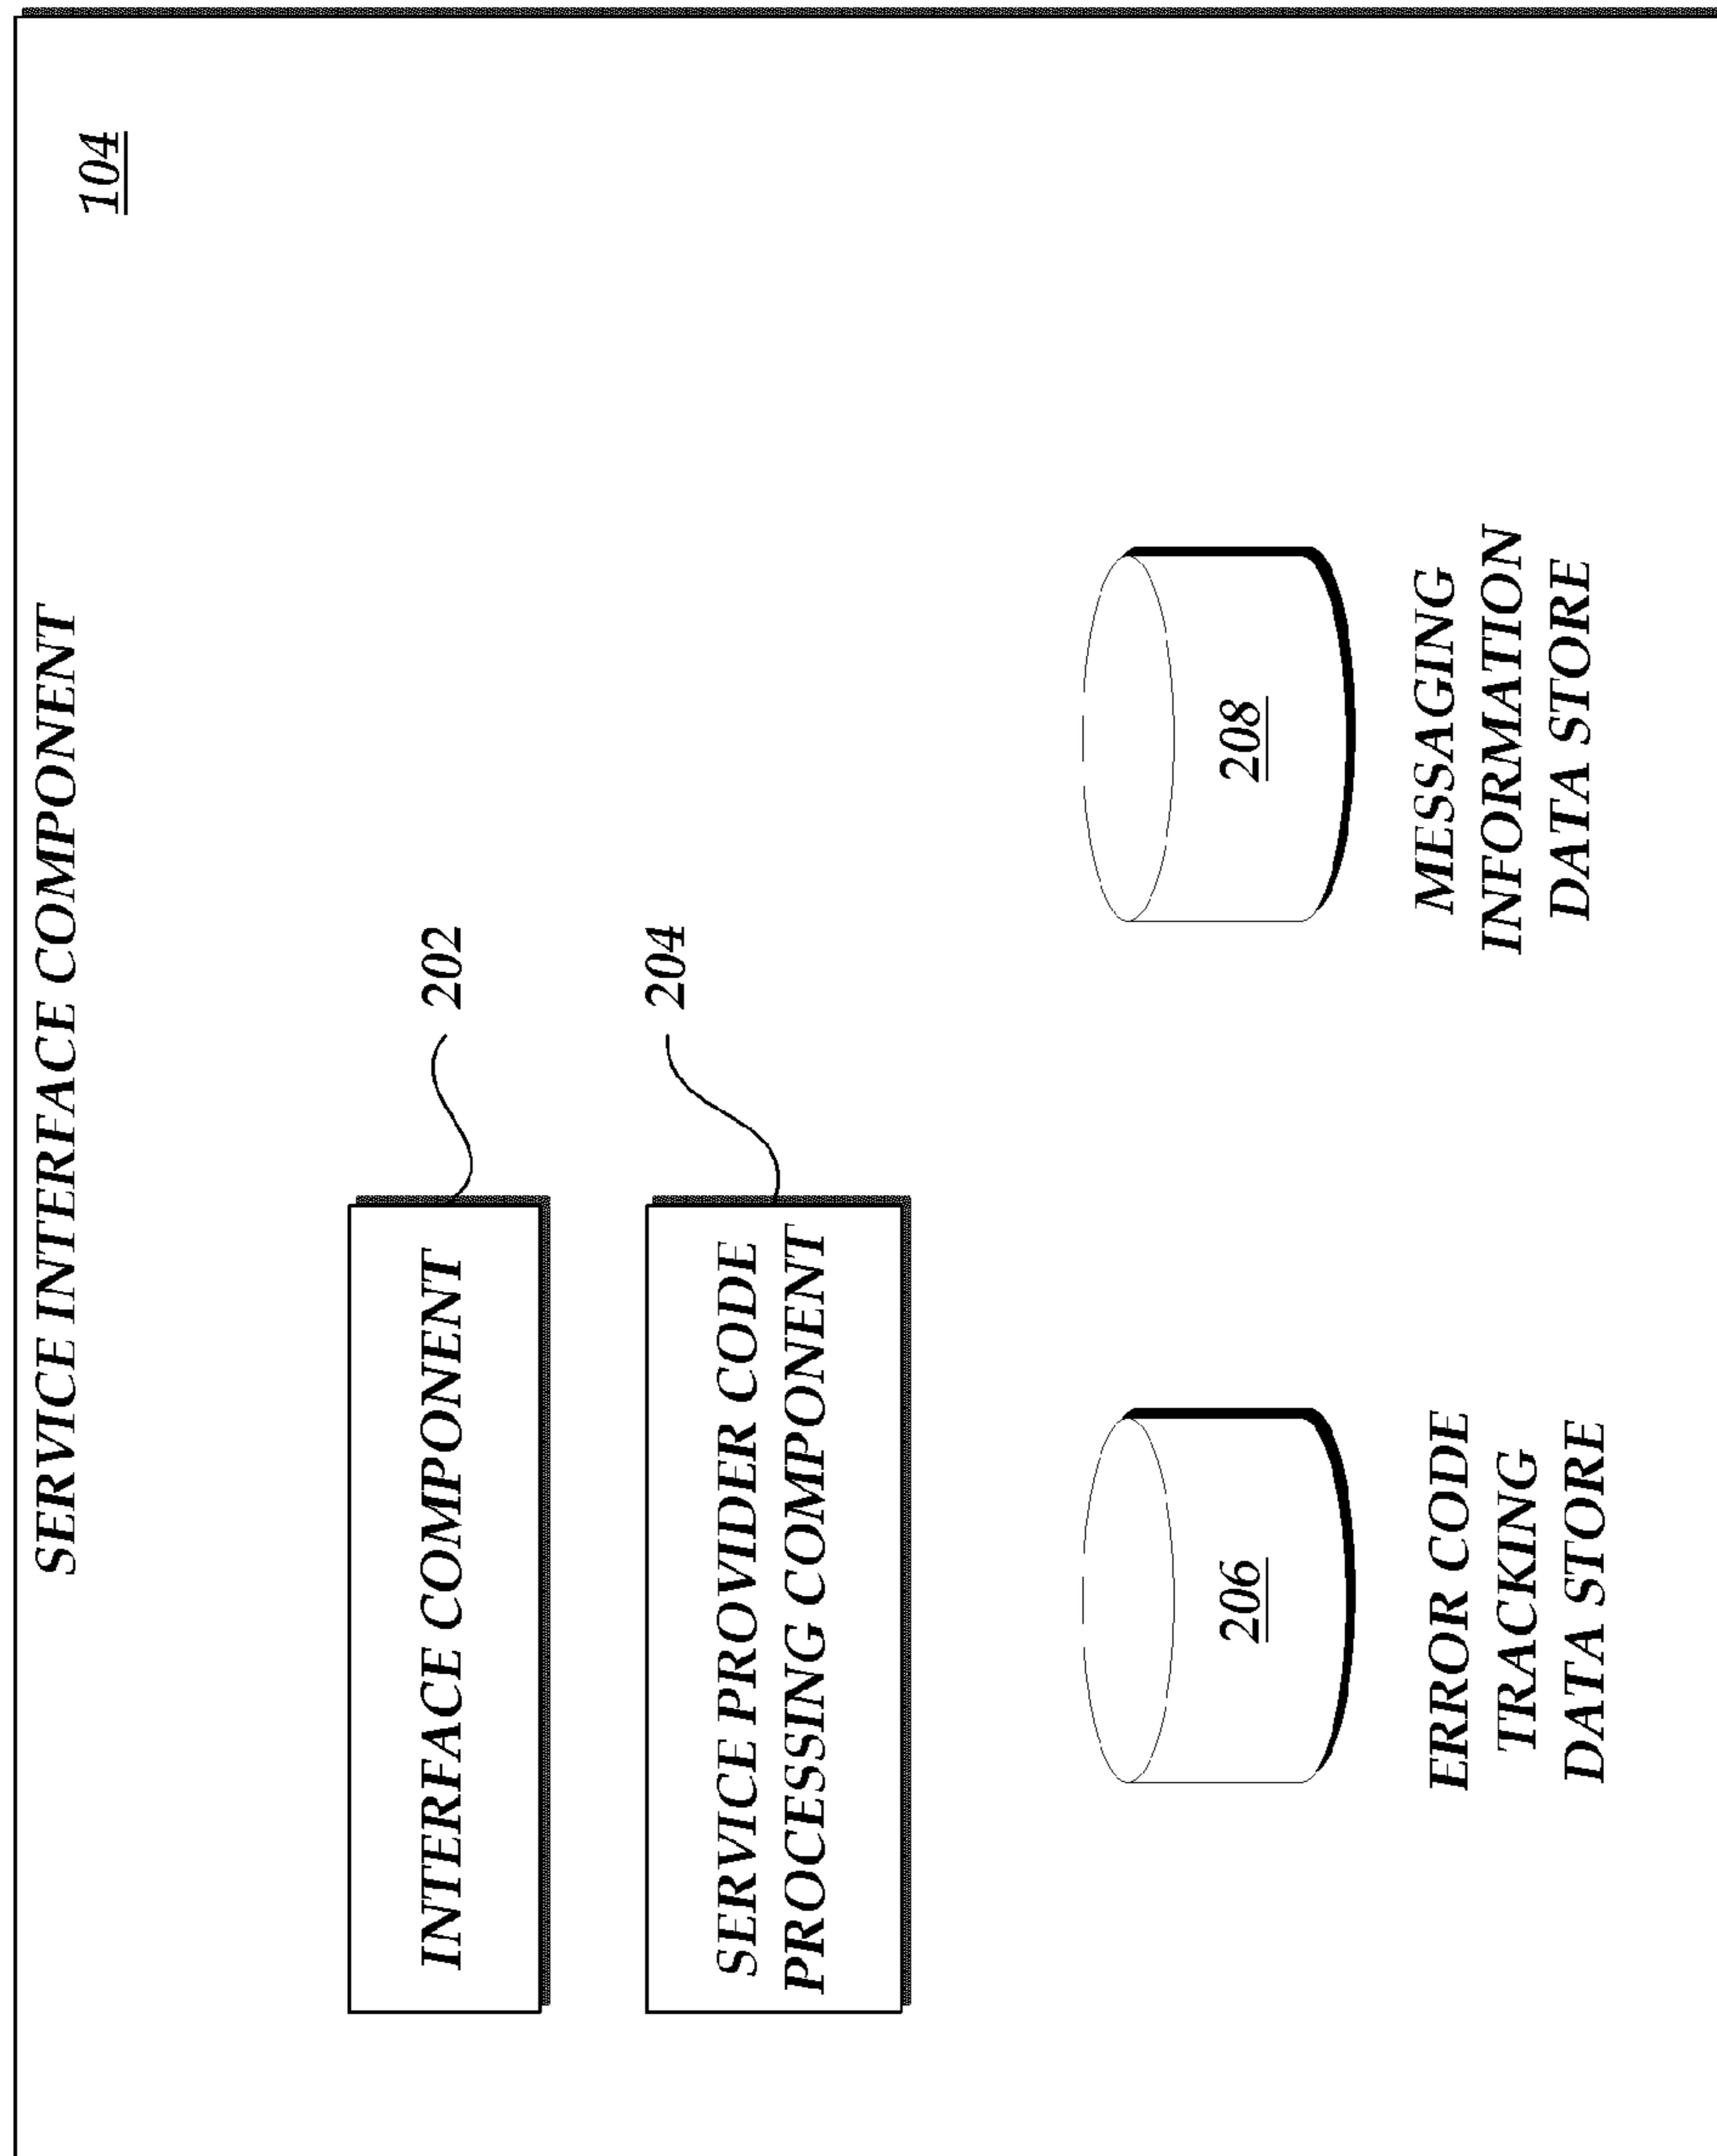 SERVICE INTERFACE COMPONENT
104
INTERFACE COMPONENT
202
SERVICE PROVIDER CODE
PROCESSING COMPONENT
204
206
ERROR CODE
TRACKING
DATA STORE
208
MESSAGING
INFORMATION
DATA STORE